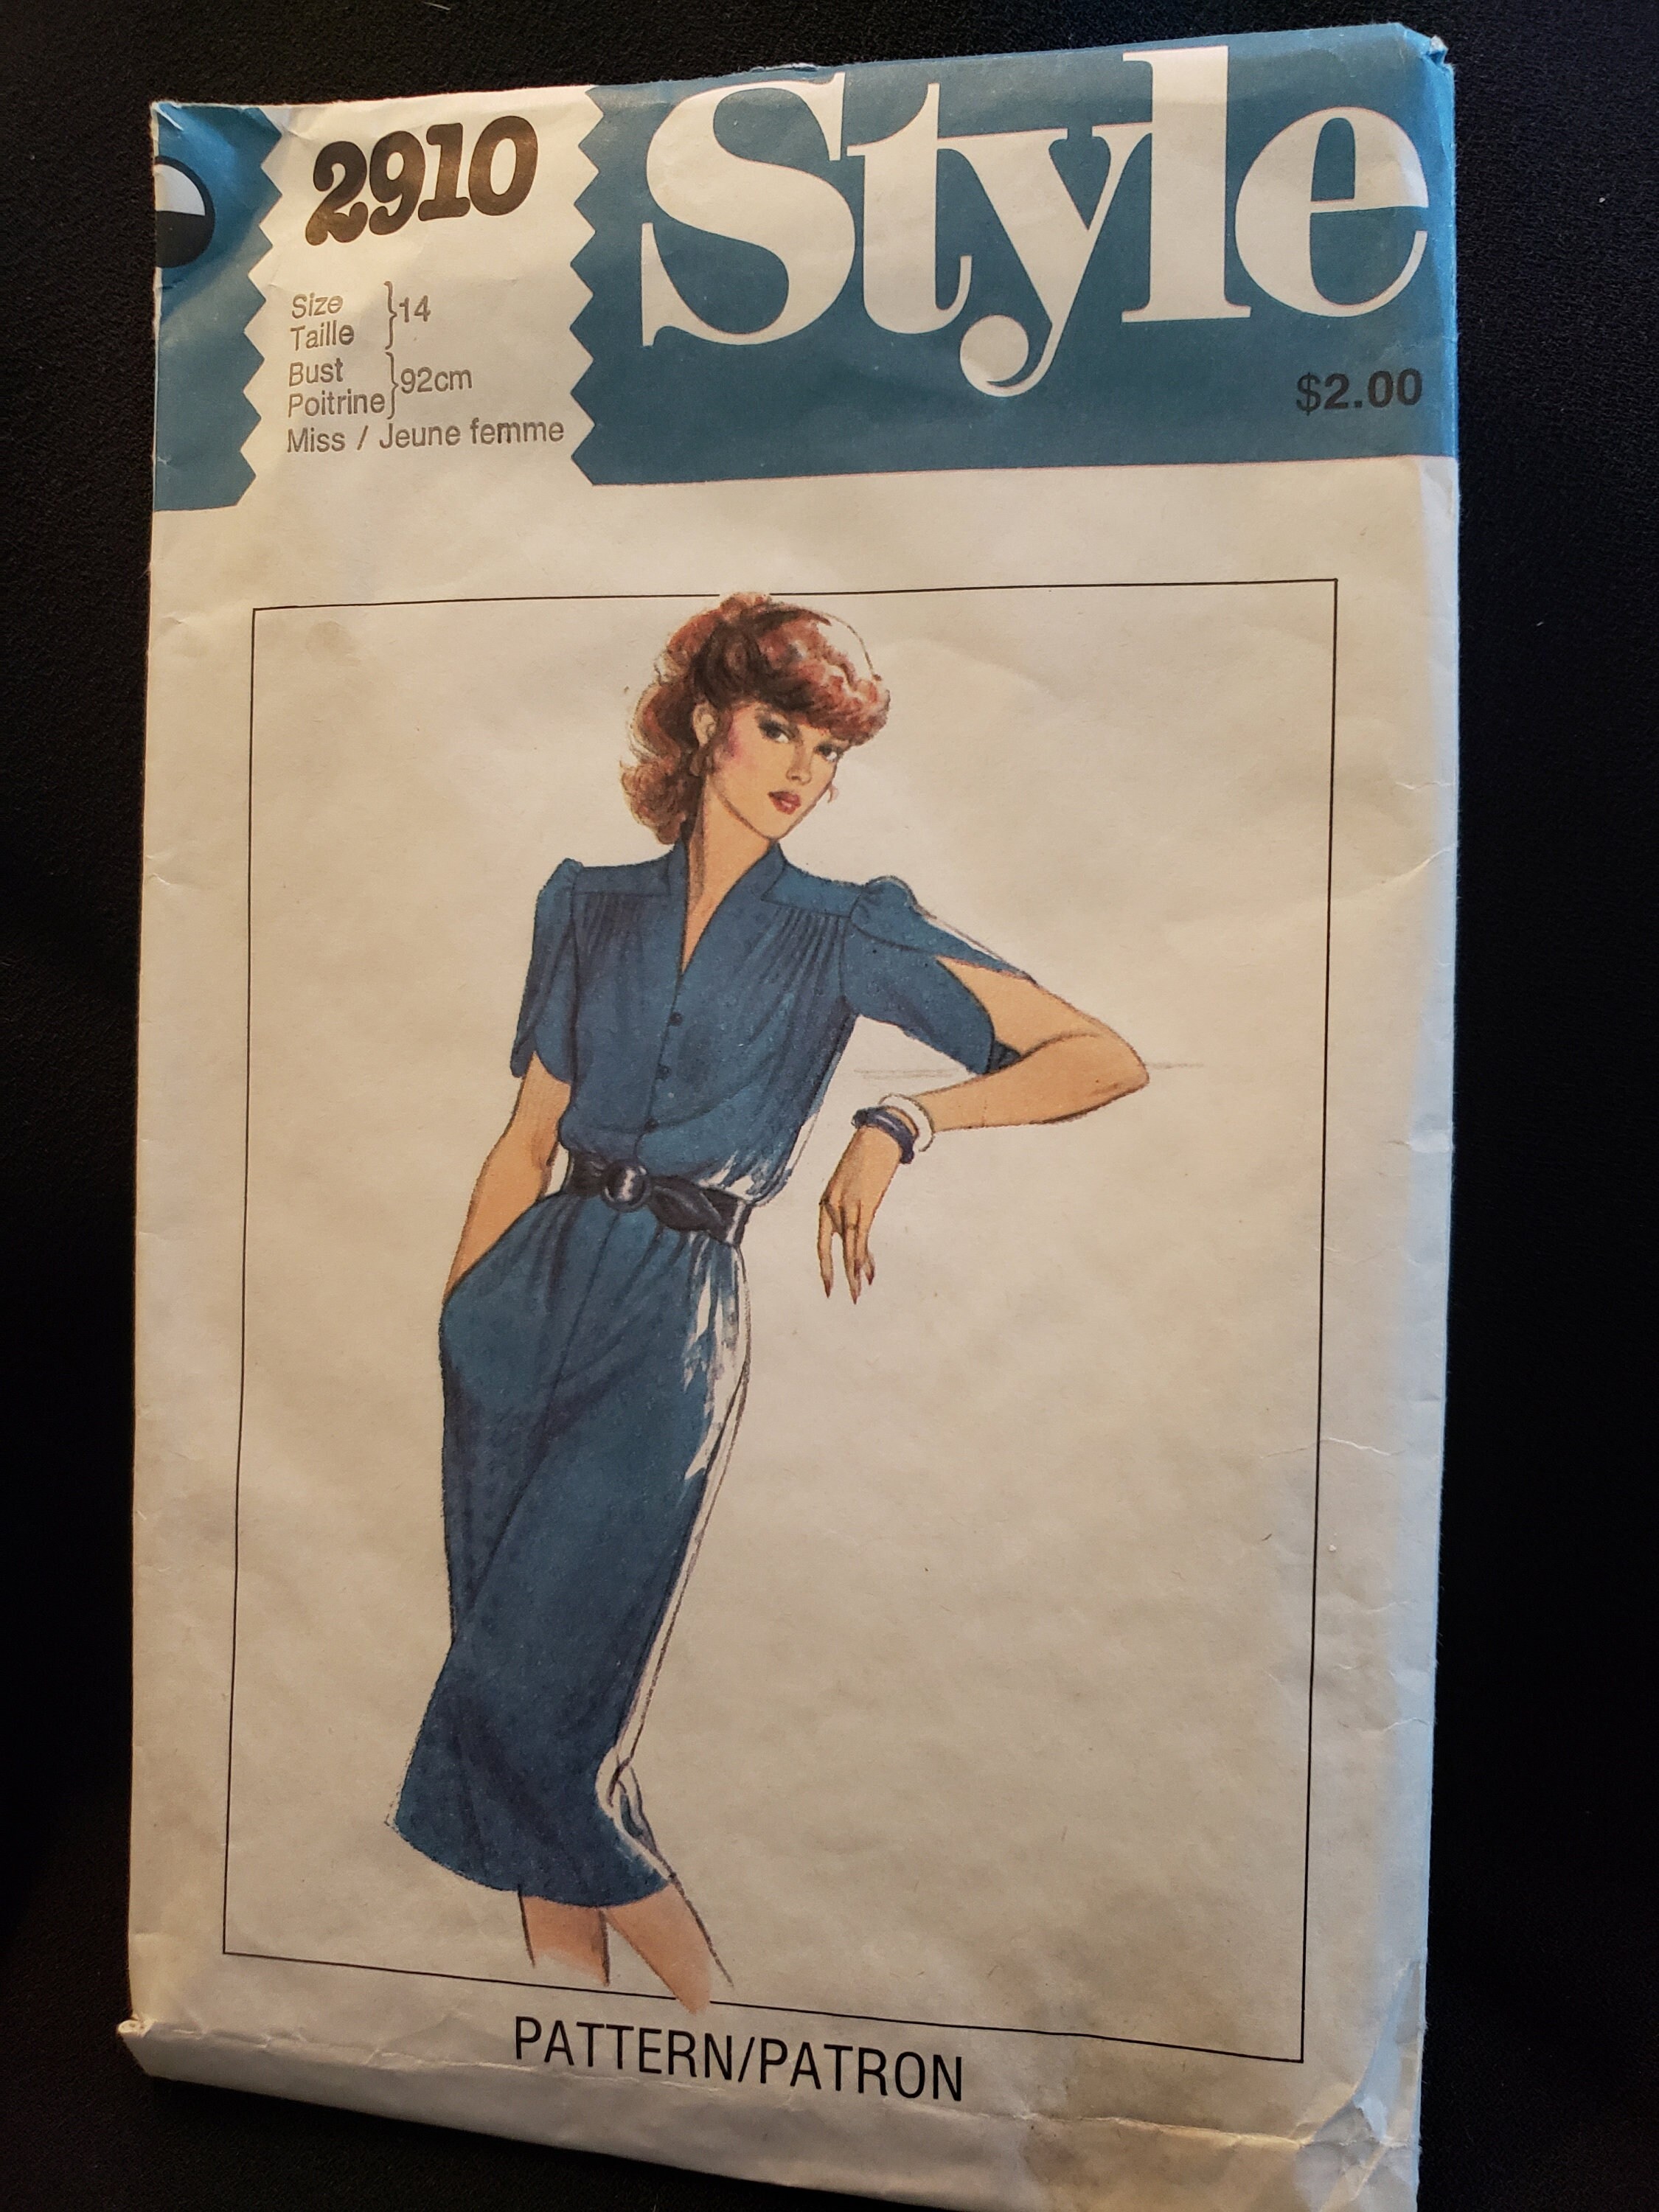 2910
Style
Size
Taille } 14
Bust
Poitrine } 92cm
Miss / Jeune femme
$2.00
PATTERN/PATRON